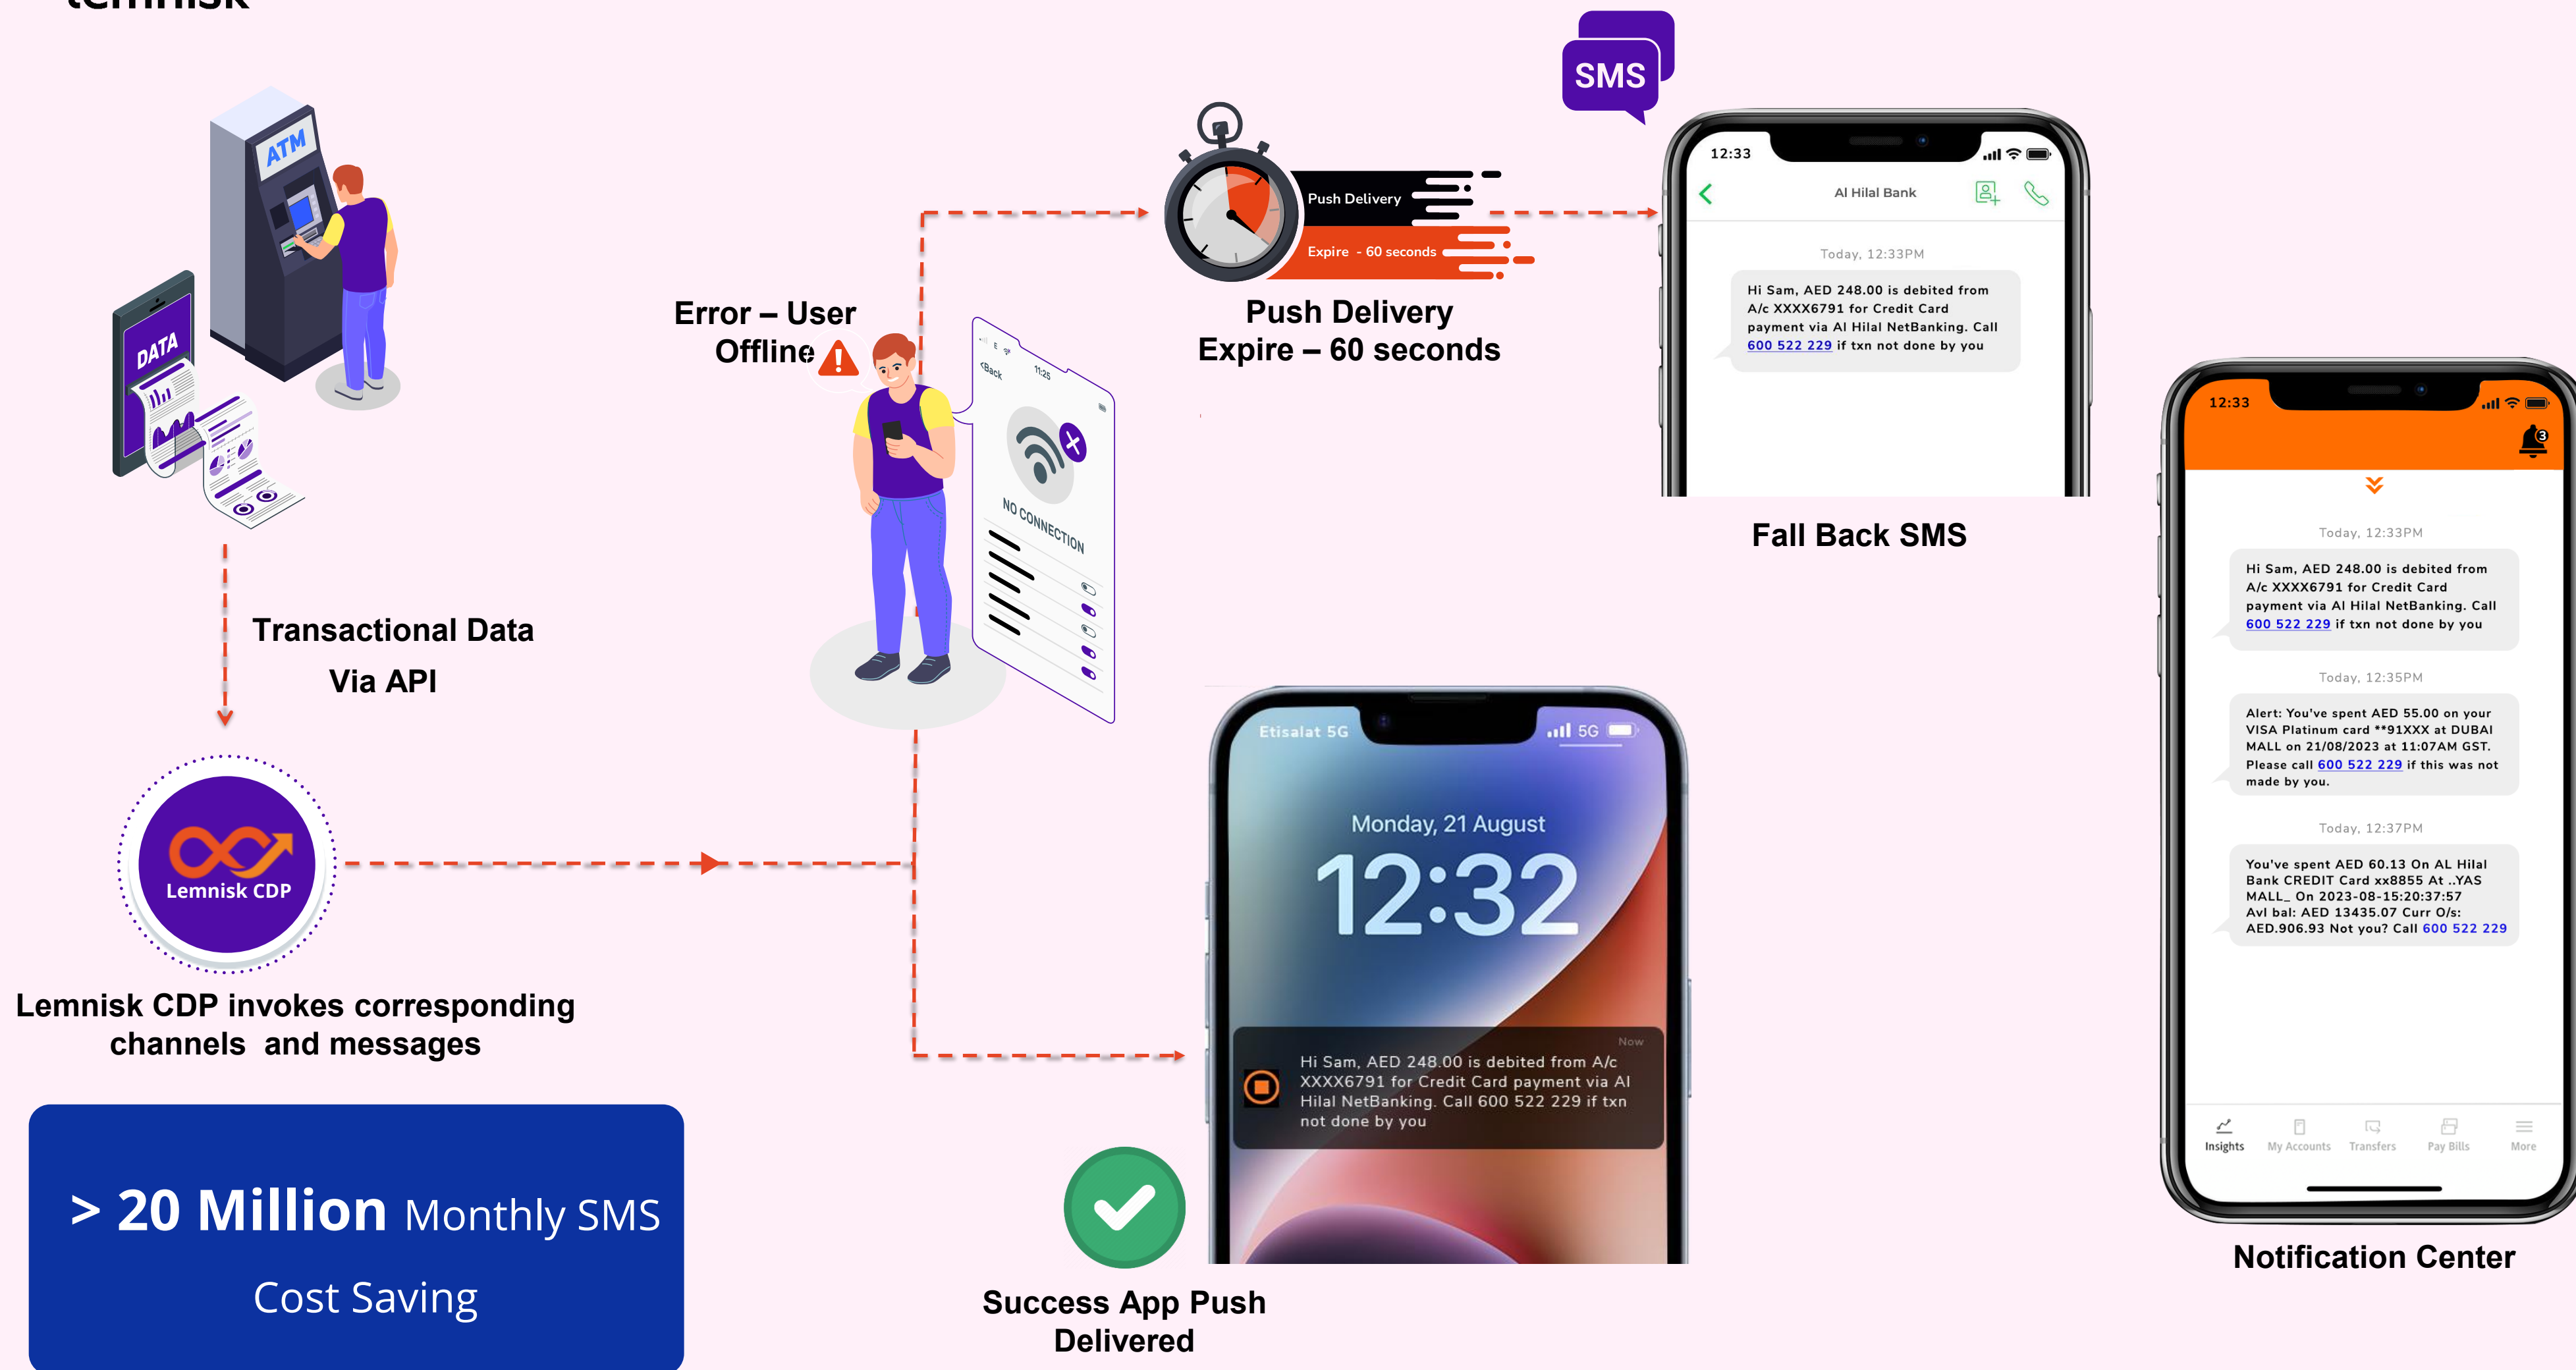 lemnisk
ATM
DATA
Transactional Data
Via API
Lemnisk CDP
Lemnisk CDP invokes corresponding
channels and messages
> 20 Million Monthly SMS
Cost Saving
Error – User
Offline
11:25
<Back
NO CONNECTION
Push Delivery
Expire - 60 seconds
Push Delivery
Expire – 60 seconds
SMS
12:33
Al Hilal Bank
Today, 12:33PM
Hi Sam, AED 248.00 is debited from
A/c XXXX6791 for Credit Card
payment via Al Hilal NetBanking. Call
600 522 229 if txn not done by you
Fall Back SMS
Etisalat 5G
5G
Monday, 21 August
12:32
Now
Hi Sam, AED 248.00 is debited from A/c
XXXX6791 for Credit Card payment via Al
Hilal NetBanking. Call 600 522 229 if txn
not done by you
Success App Push
Delivered
12:33
3
Today, 12:33PM
Hi Sam, AED 248.00 is debited from
A/c XXXX6791 for Credit Card
payment via Al Hilal NetBanking. Call
600 522 229 if txn not done by you
Today, 12:35PM
Alert: You've spent AED 55.00 on your
VISA Platinum card **91XXX at DUBAI
MALL on 21/08/2023 at 11:07AM GST.
Please call 600 522 229 if this was not
made by you.
Today, 12:37PM
You've spent AED 60.13 On AL Hilal
Bank CREDIT Card xx8855 At ..YAS
MALL_ On 2023-08-15:20:37:57
Avl bal: AED 13435.07 Curr O/s:
AED.906.93 Not you? Call 600 522 229
Insights My Accounts Transfers Pay Bills More
Notification Center